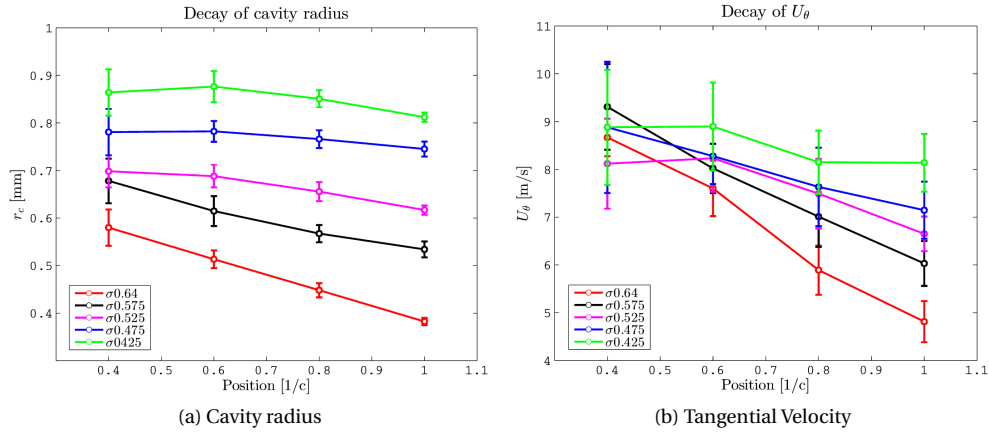 Decay of cavity radius
1
0.9
0.8
0.7
0.6
0.5
0.4
r_c [mm]
σ0.64
σ0.575
σ0.525
σ0.475
σ0425
0.4 0.5 0.6 0.7 0.8 0.9 1 1.1
Position [1/c]
(a) Cavity radius
Decay of U_θ
11
10
9
8
7
6
5
4
U_θ [m/s]
σ0.64
σ0.575
σ0.525
σ0.475
σ0.425
0.4 0.5 0.6 0.7 0.8 0.9 1 1.1
Position [1/c]
(b) Tangential Velocity